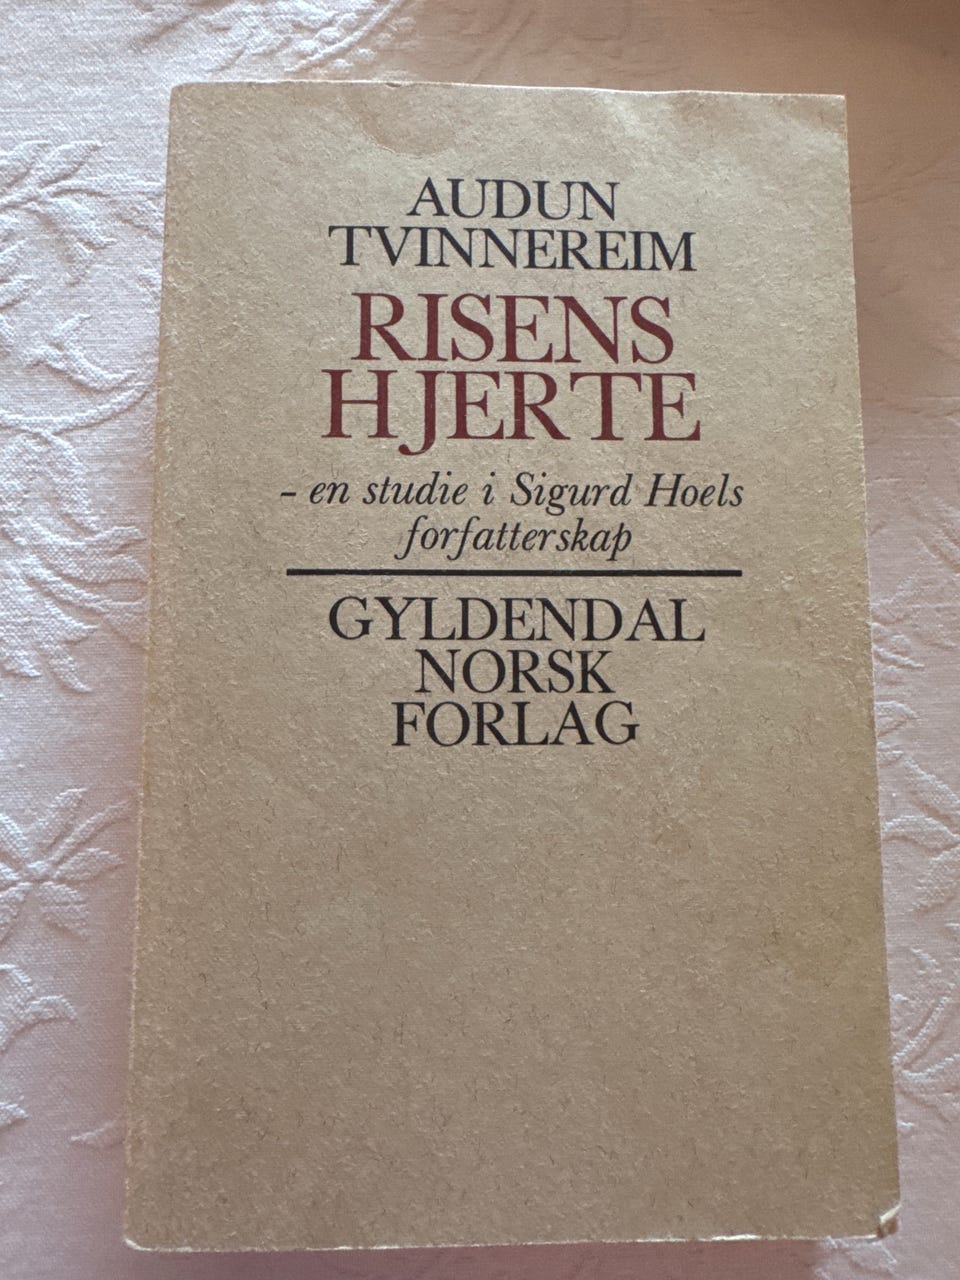 AUDUN
TVINNEREIM
RISENS
HJERTE
- en studie i Sigurd Hoels
forfatterskap
GYLDENDAL
NORSK
FORLAG